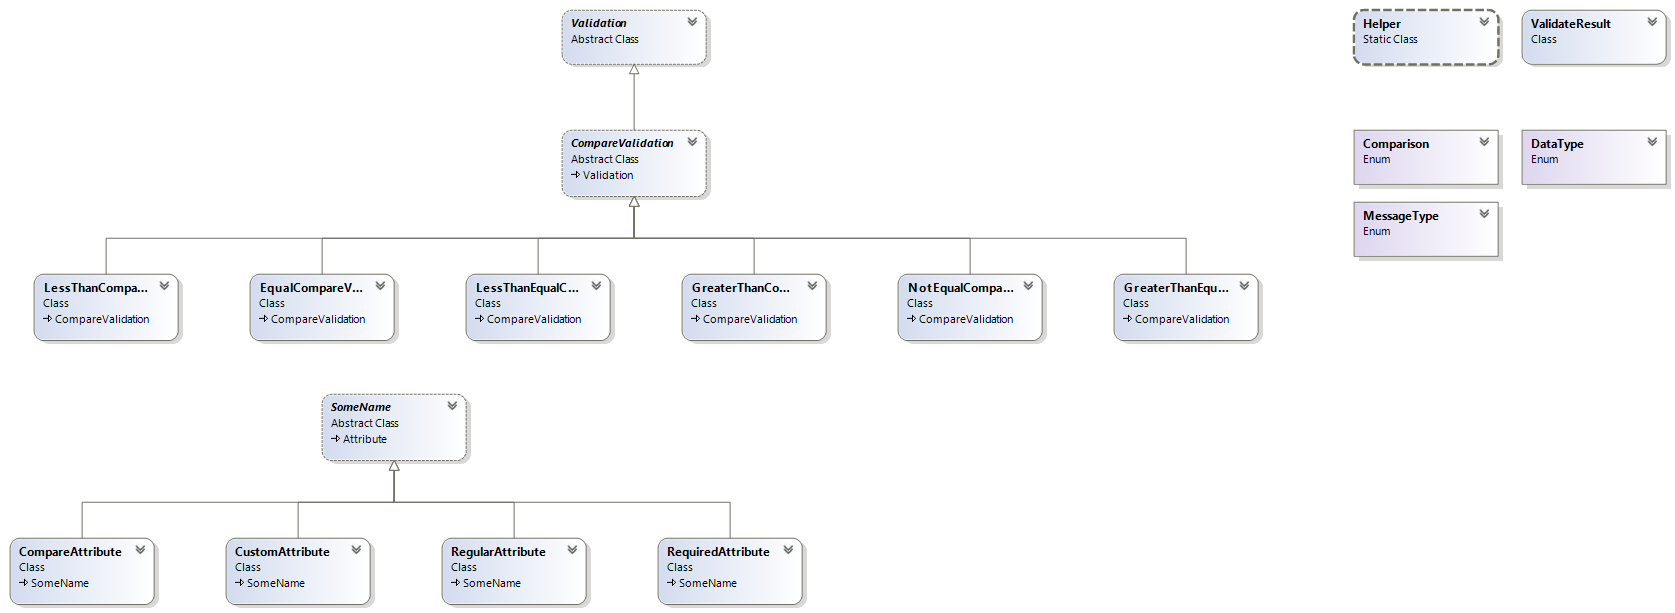 Validation
Abstract Class
Helper
Static Class
ValidateResult
Class
CompareValidation
Abstract Class
Validation
Comparison
Enum
DataType
Enum
MessageType
Enum
LessThanCompa...
Class
CompareValidation
EqualCompareV...
Class
CompareValidation
LessThanEqualC...
Class
CompareValidation
GreaterThanCo...
Class
CompareValidation
NotEqualCompa...
Class
CompareValidation
GreaterThanEqu...
Class
CompareValidation
SomeName
Abstract Class
Attribute
CompareAttribute
Class
SomeName
CustomAttribute
Class
SomeName
RegularAttribute
Class
SomeName
RequiredAttribute
Class
SomeName